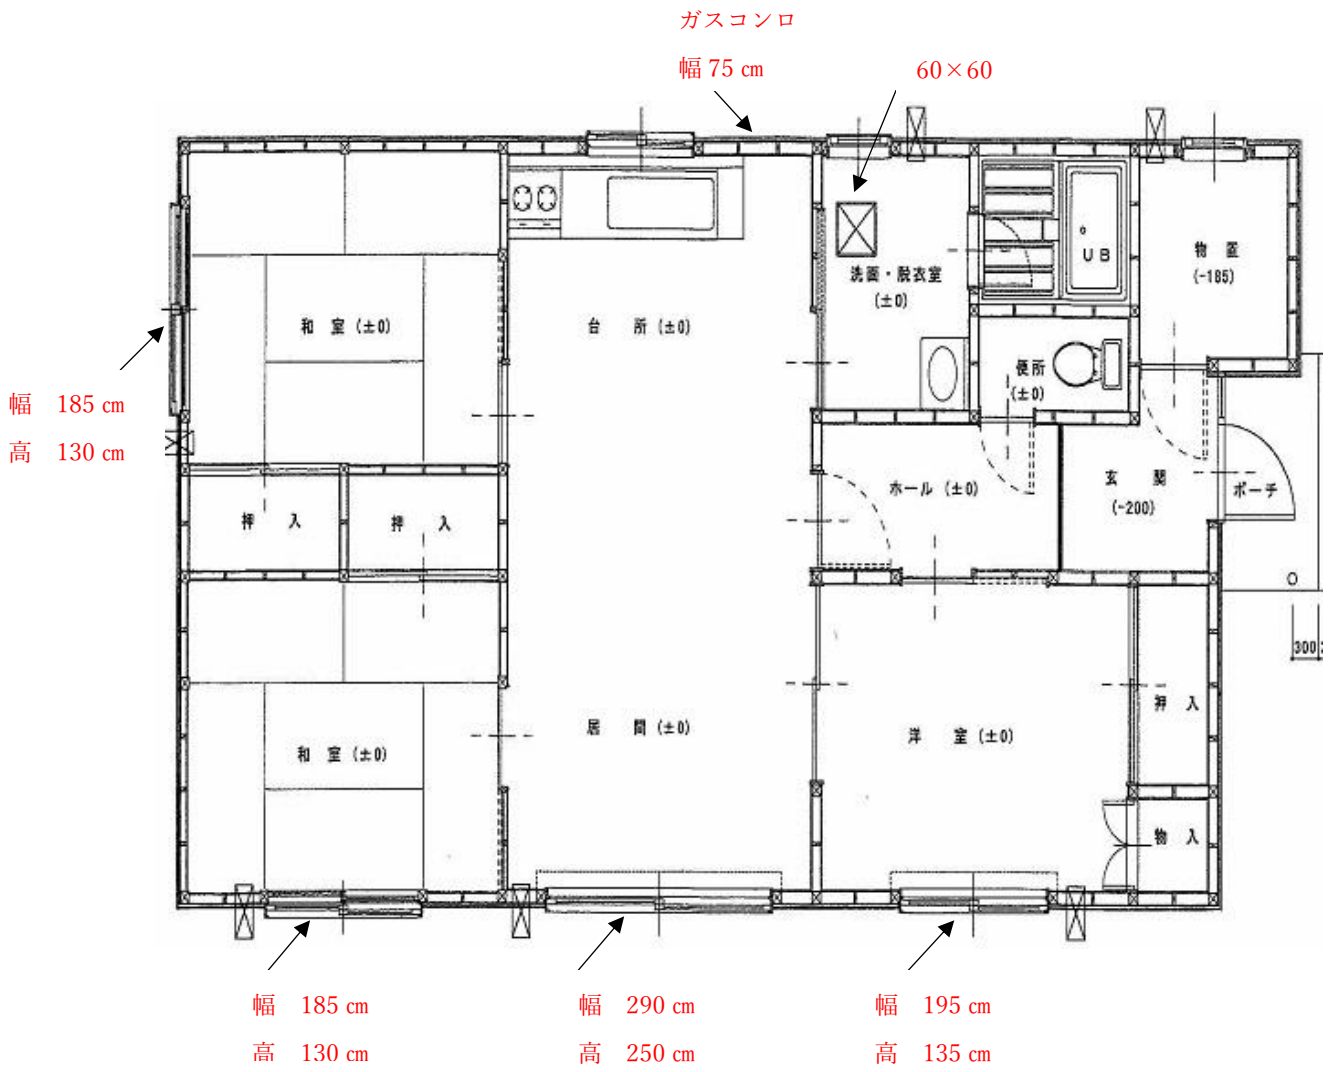 ガスコンロ
幅 75 ㎝
60×60
物 置
(-185)
UB
洗面・脱衣室
(±0)
和 室 (±0)
台 所 (±0)
便所
(±0)
幅 185 ㎝
高 130 ㎝
玄 関
(-200)
ホール (±0)
ポーチ
押 入
押 入
300
押 入
居 間 (±0)
洋 室 (±0)
和 室 (±0)
物 入
幅 185 ㎝
高 130 ㎝
幅 290 ㎝
高 250 ㎝
幅 195 ㎝
高 135 ㎝